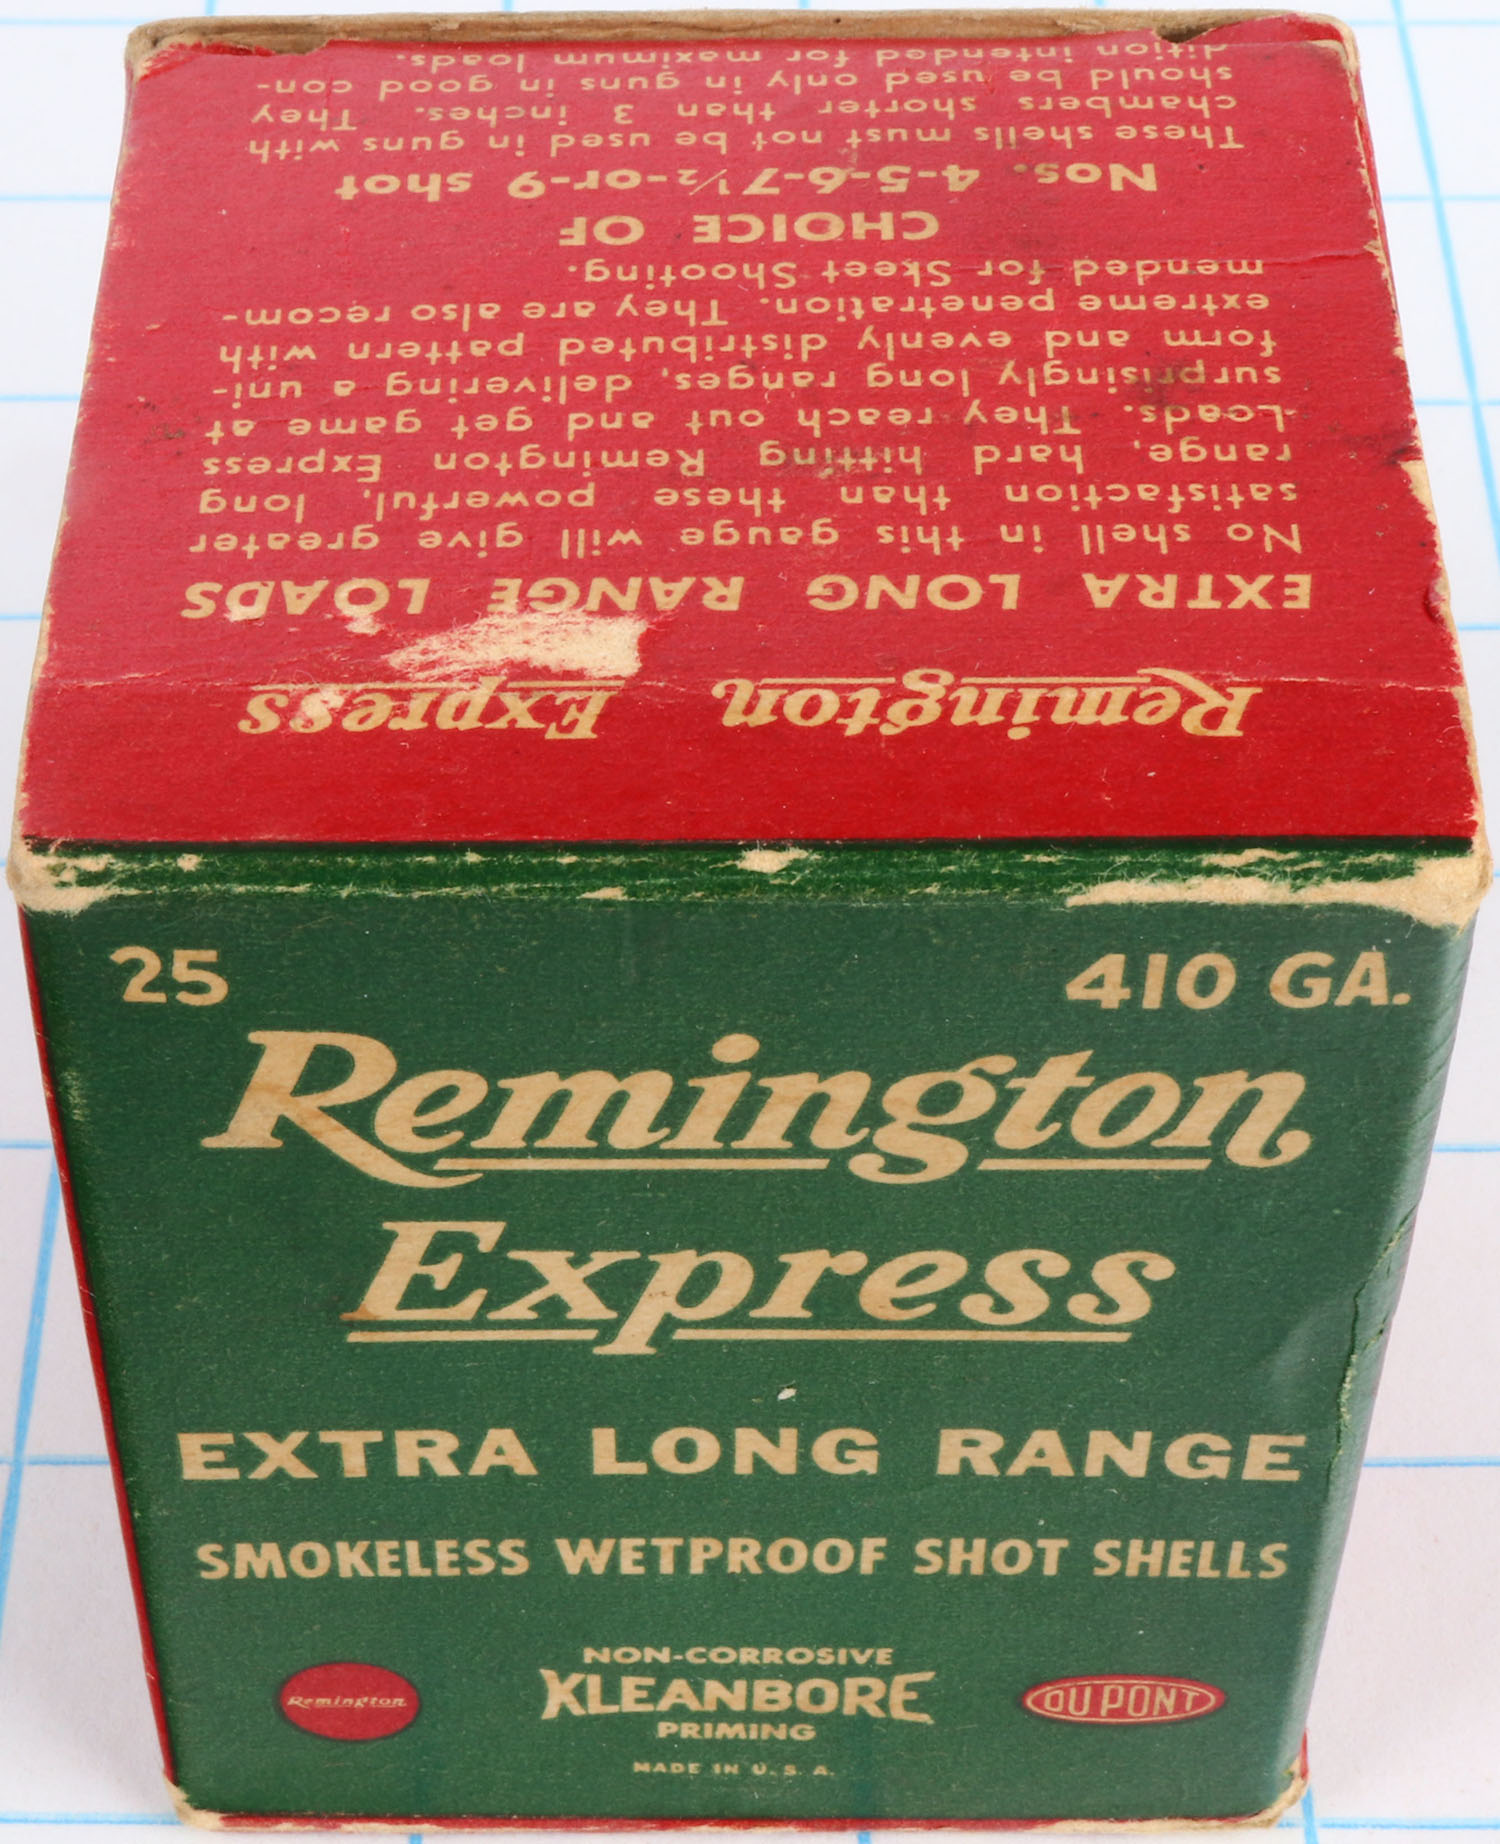 Remington Express
EXTRA LONG RANGE LOADS
No shell in this gauge will give greater
satisfaction than these powerful, long
range, hard hitting Remington Express
Loads. They reach out and get game at
surprisingly long ranges, delivering a uni-
form and evenly distributed pattern with
extreme penetration. They are also recom-
mended for Skeet Shooting.
CHOICE OF
Nos. 4-5-6-7½-or-9 shot
These shells must not be used in guns with
chambers shorter than 3 inches. They
should be used only in guns in good con-
dition intended for maximum loads.
25 410 GA.
Remington
Express
EXTRA LONG RANGE
SMOKELESS WETPROOF SHOT SHELLS
NON-CORROSIVE
Remington KLEANBORE DU PONT
PRIMING
MADE IN U. S. A.